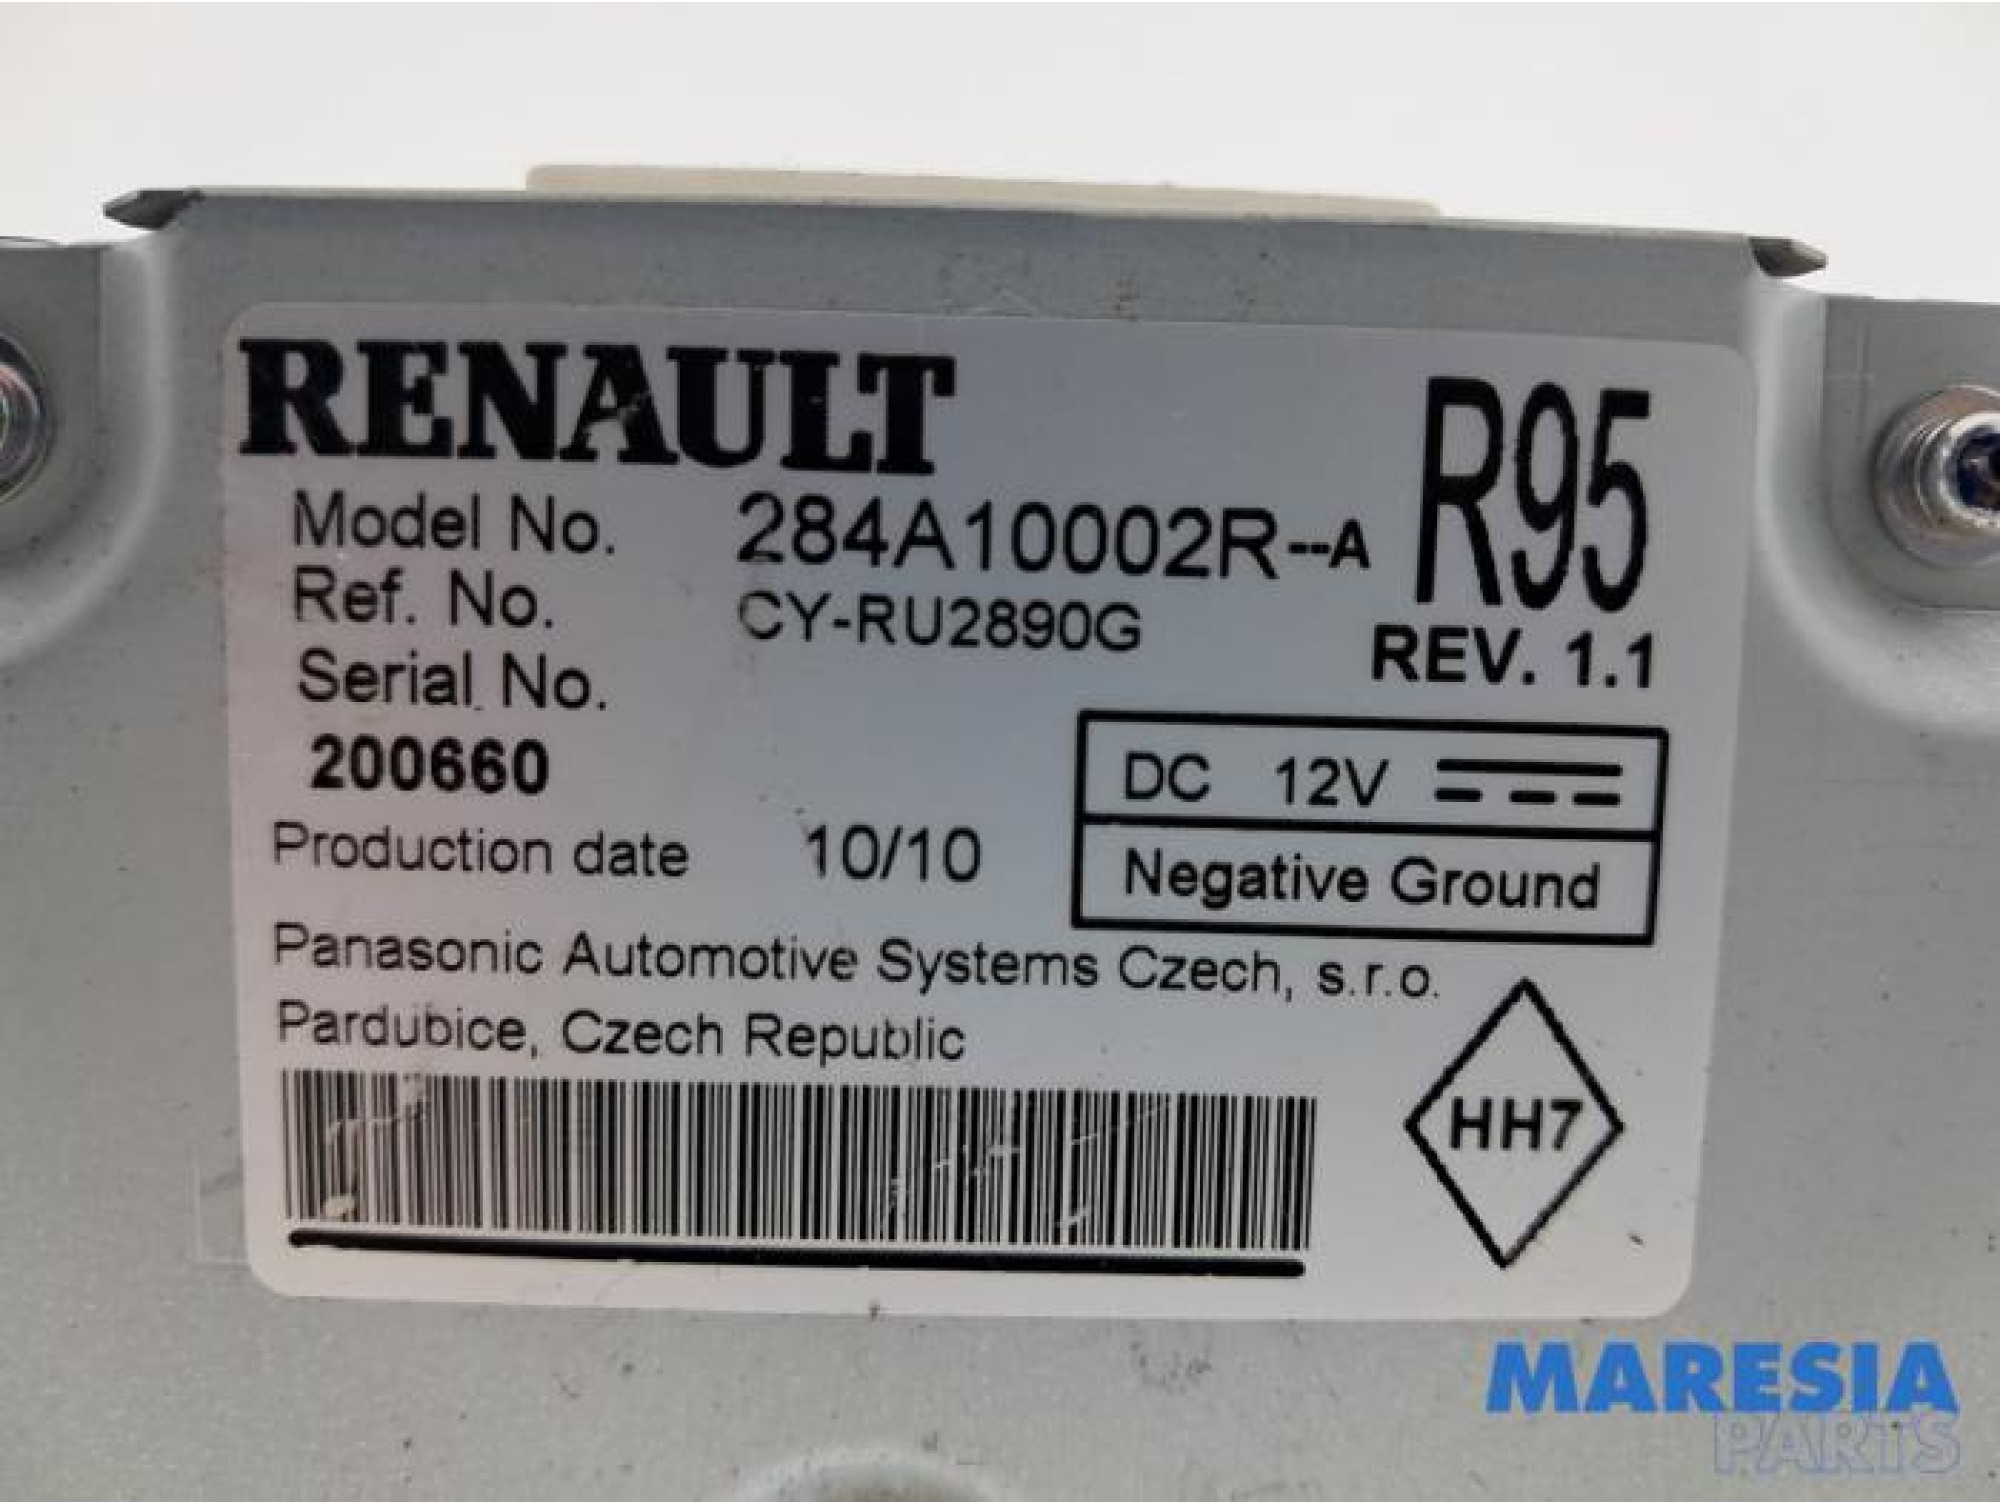 RENAULT
R95
Model No. 284A10002R--A
Ref. No. CY-RU2890G
REV. 1.1
Serial No.
200660
DC 12V
Production date 10/10
Negative Ground
Panasonic Automotive Systems Czech, s.r.o.
Pardubice, Czech Republic
HH7
MARESIA
PARTS